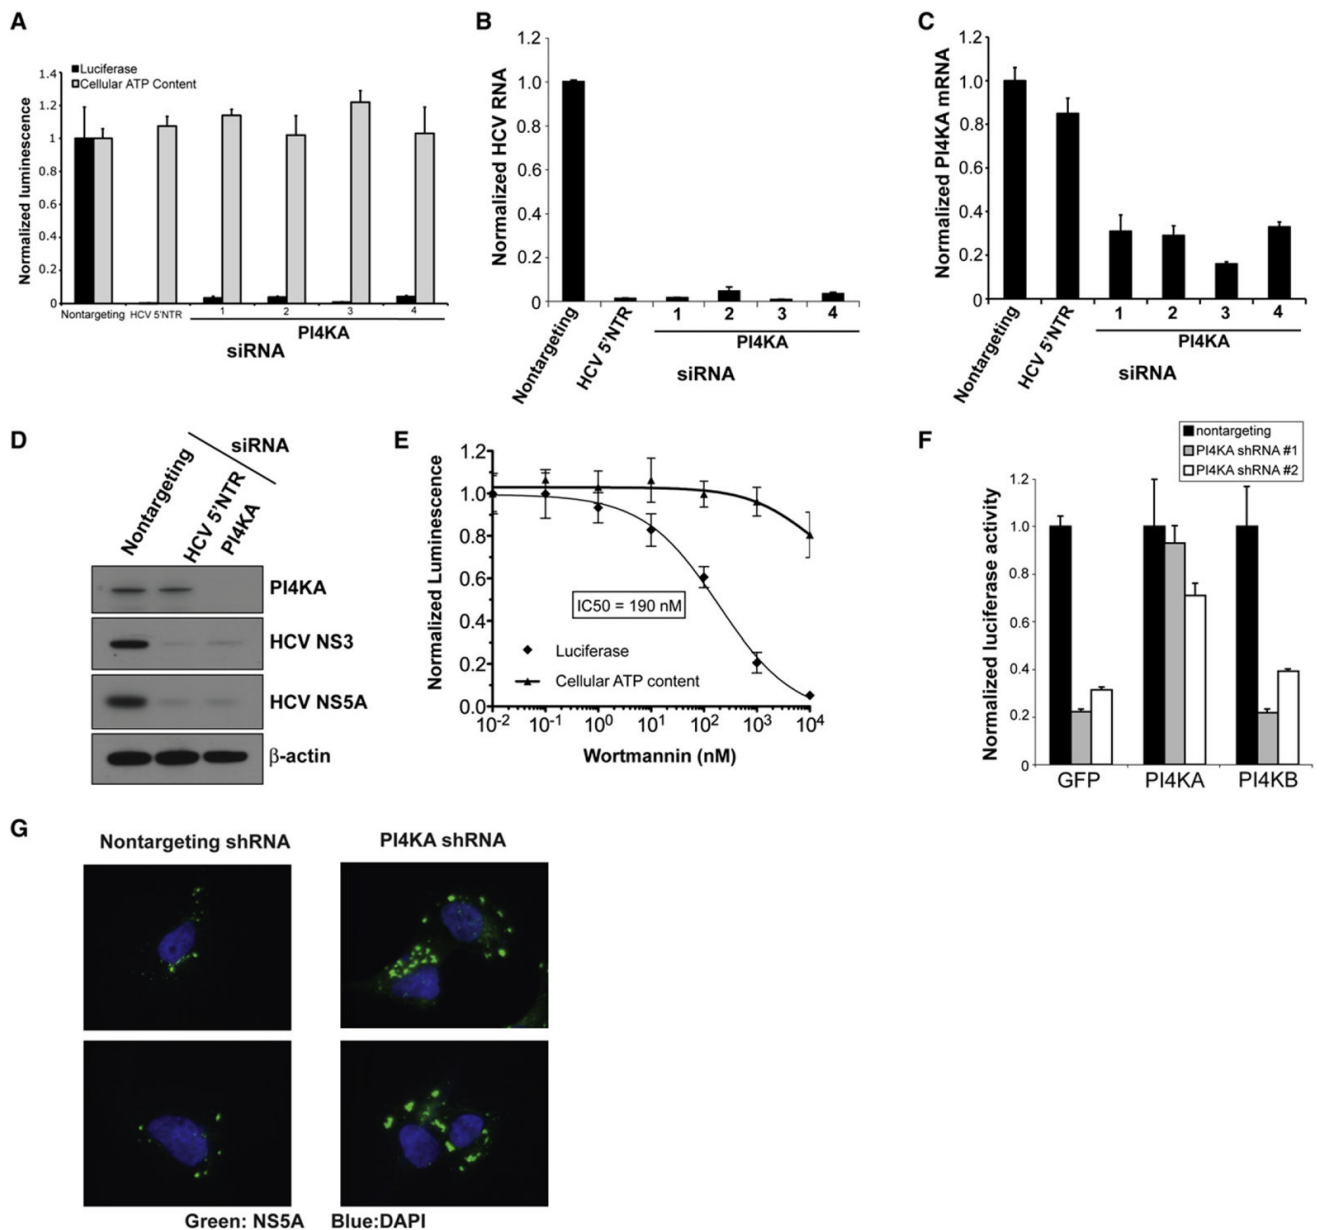 A
Luciferase
Cellular ATP Content
Normalized luminescence
1.4
1.2
1
0.8
0.6
0.4
0.2
0
Nontargeting HCV 5'NTR 1 2 3 4
PI4KA
siRNA
B
Normalized HCV RNA
1.2
1.0
0.8
0.6
0.4
0.2
0
Nontargeting
HCV 5'NTR
1 2 3 4
PI4KA
siRNA
C
Normalized PI4KA mRNA
1.2
1.0
0.8
0.6
0.4
0.2
0
Nontargeting
HCV 5'NTR
1 2 3 4
PI4KA
siRNA
D
siRNA
Nontargeting
HCV 5'NTR
PI4KA
PI4KA
HCV NS3
HCV NS5A
β-actin
E
Normalized Luminescence
1.2
1.0
0.8
0.6
0.4
0.2
0.0
IC50 = 190 nM
Luciferase
Cellular ATP content
10-2 10-1 100 101 102 103 104
Wortmannin (nM)
F
nontargeting
PI4KA shRNA #1
PI4KA shRNA #2
Normalized luciferase activity
1.2
1.0
0.8
0.6
0.4
0.2
0
GFP PI4KA PI4KB
G
Nontargeting shRNA PI4KA shRNA
Green: NS5A Blue:DAPI